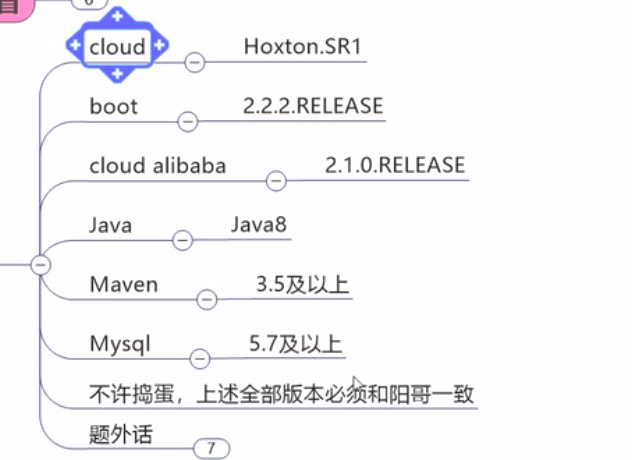 6
cloud Hoxton.SR1
boot 2.2.2.RELEASE
cloud alibaba 2.1.0.RELEASE
Java Java8
Maven 3.5及以上
Mysql 5.7及以上
不许捣蛋，上述全部版本必须和阳哥一致
题外话 7